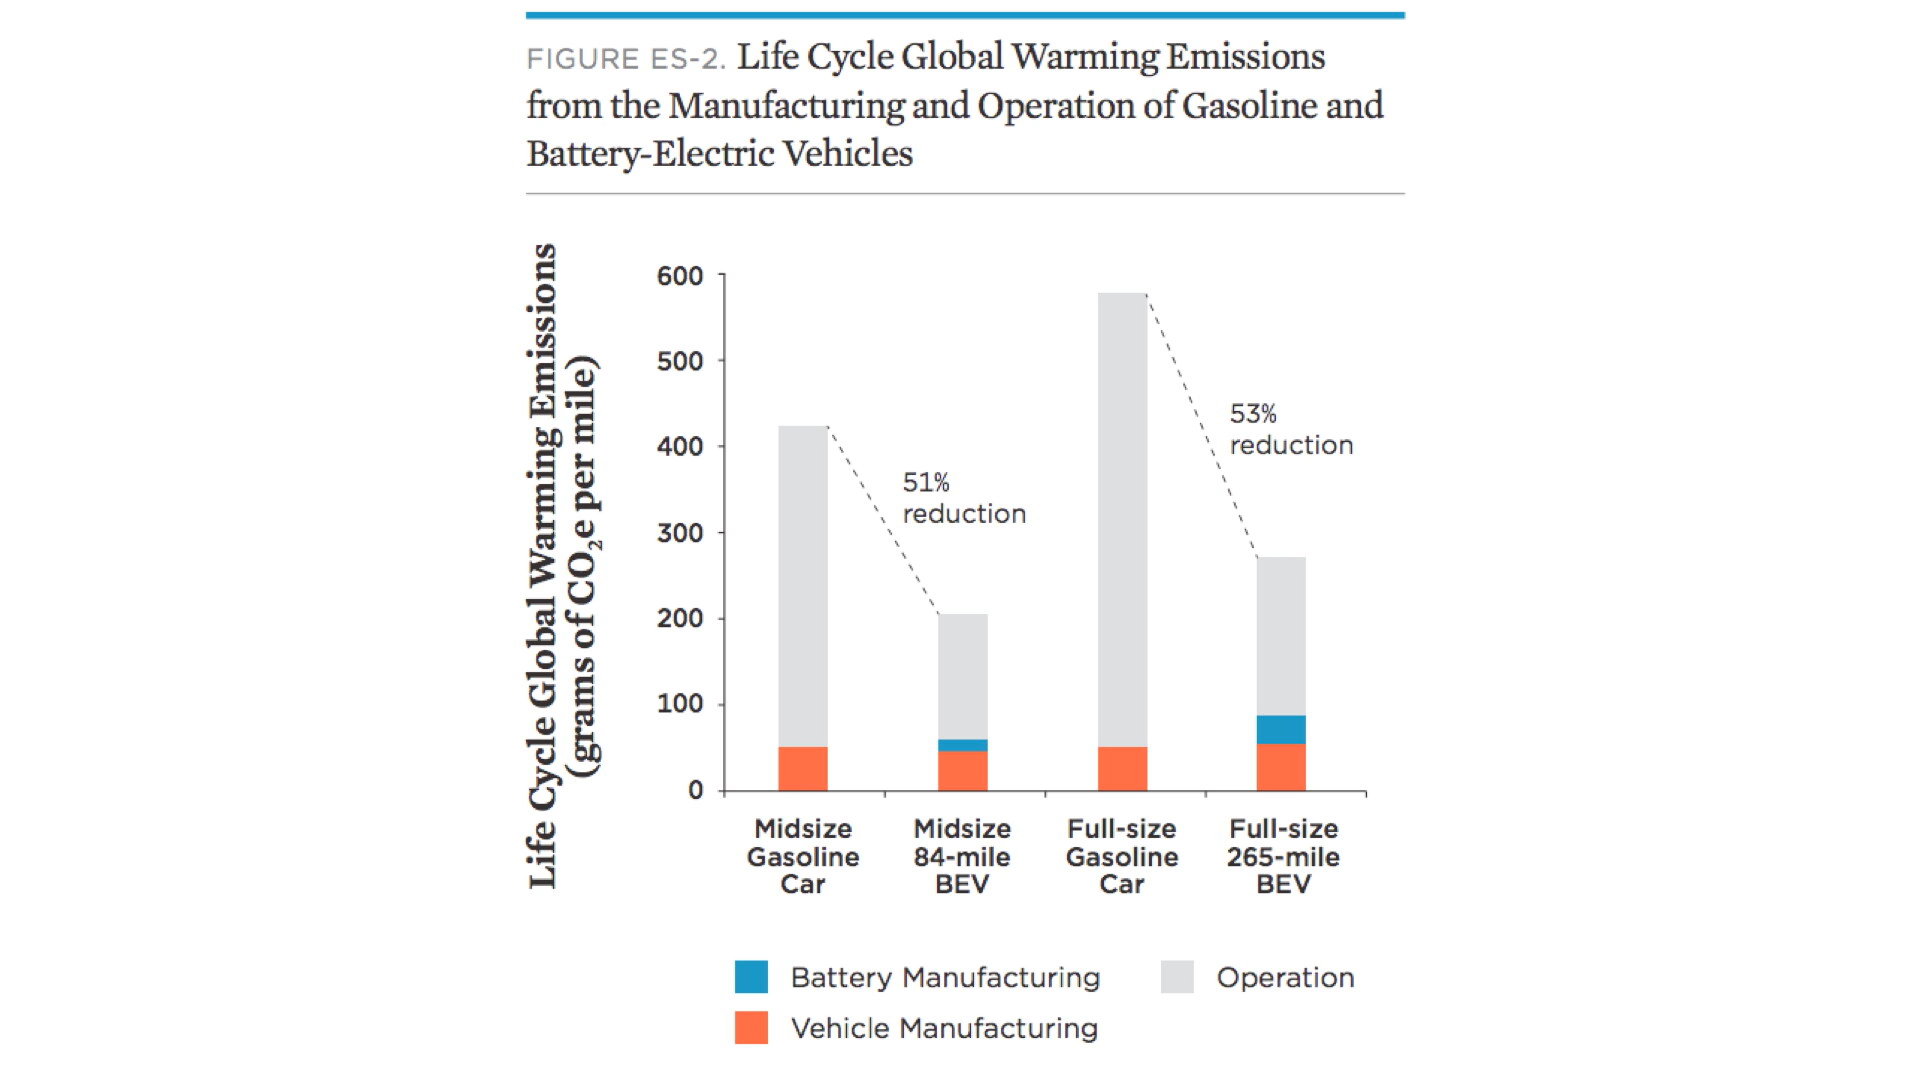 FIGURE ES-2. Life Cycle Global Warming Emissions
from the Manufacturing and Operation of Gasoline and
Battery-Electric Vehicles
Life Cycle Global Warming Emissions
(grams of CO₂e per mile)
600
500
400
300
200
100
0
51%
reduction
53%
reduction
Midsize
Gasoline
Car
Midsize
84-mile
BEV
Full-size
Gasoline
Car
Full-size
265-mile
BEV
Battery Manufacturing
Operation
Vehicle Manufacturing